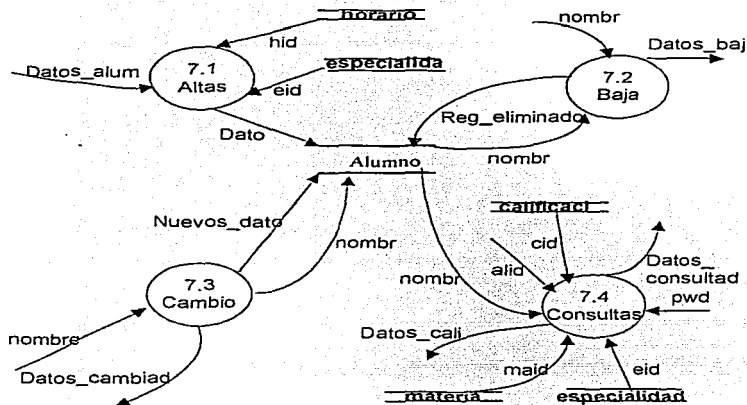 horario
nombr
hid
Datos_baj
7.1
Altas
Datos_alum
especialida
7.2
Baja
eid
Reg_eliminado
Dato
nombr
Alumno
calificaci
Nuevos_dato
cid
nombr
alid
Datos_
consultad
nombr
7.3
Cambio
7.4
Consultas
pwd
nombre
Datos_cali
Datos_cambiad
maid
eid
materia
especialidad